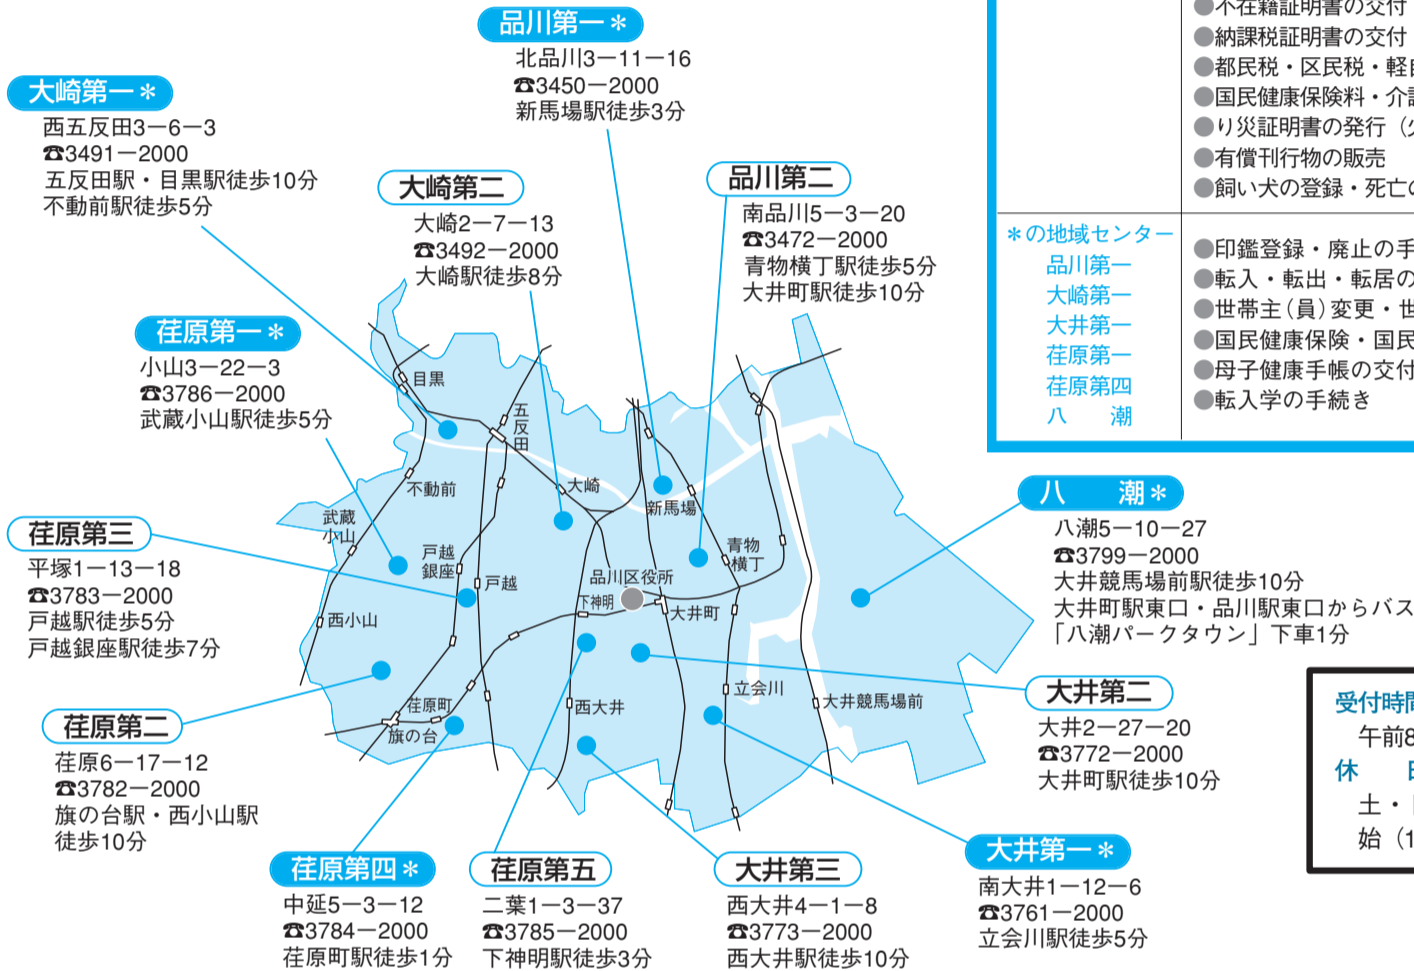 品川第一＊
北品川3−11−16
☎3450−2000
新馬場駅徒歩3分
大崎第一＊
西五反田3−6−3
☎3491−2000
五反田駅・目黒駅徒歩10分
不動前駅徒歩5分
大崎第二
大崎2−7−13
☎3492−2000
大崎駅徒歩8分
品川第二
南品川5−3−20
☎3472−2000
青物横丁駅徒歩5分
大井町駅徒歩10分
荏原第一＊
小山3−22−3
☎3786−2000
武蔵小山駅徒歩5分
荏原第三
平塚1−13−18
☎3783−2000
戸越駅徒歩5分
戸越銀座駅徒歩7分
荏原第二
荏原6−17−12
☎3782−2000
旗の台駅・西小山駅
徒歩10分
荏原第四＊
中延5−3−12
☎3784−2000
荏原町駅徒歩1分
荏原第五
二葉1−3−37
☎3785−2000
下神明駅徒歩3分
大井第三
西大井4−1−8
☎3773−2000
西大井駅徒歩10分
大井第一＊
南大井1−12−6
☎3761−2000
立会川駅徒歩5分
大井第二
大井2−27−20
☎3772−2000
大井町駅徒歩10分
八　潮＊
八潮5−10−27
☎3799−2000
大井競馬場前駅徒歩10分
大井町駅東口・品川駅東口からバス
「八潮パークタウン」下車1分
目黒
五反田
不動前
大崎
新馬場
武蔵
小山
戸越
銀座
戸越
青物
横丁
品川区役所
下神明
大井町
西小山
荏原町
旗の台
西大井
立会川
大井競馬場前
●不在籍証明書の交付
●納課税証明書の交付
●都民税・区民税・軽
●国民健康保険料・介
●り災証明書の発行（
●有償刊行物の販売
●飼い犬の登録・死亡
＊の地域センター
品川第一
大崎第一
大井第一
荏原第一
荏原第四
八　潮
●印鑑登録・廃止の手
●転入・転出・転居の
●世帯主（員）変更・世
●国民健康保険・国民
●母子健康手帳の交付
●転入学の手続き
受付時間
午前8
休
土・
始（1